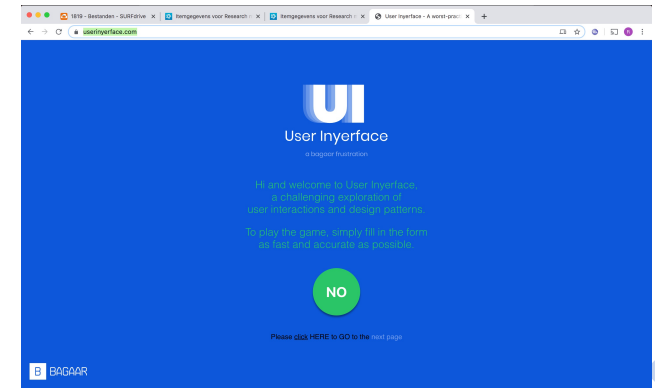 1819 - Bestanden - SURFdrive
Itemgegevens voor Research
Itemgegevens voor Research
User Inyerface - A worst-pract
userinyerface.com
UI
User Inyerface
a bagaar frustration
Hi and welcome to User Inyerface,
a challenging exploration of
user interactions and design patterns.
To play the game, simply fill in the form
as fast and accurate as possible.
NO
Please click HERE to GO to the next page
B BAGAAR